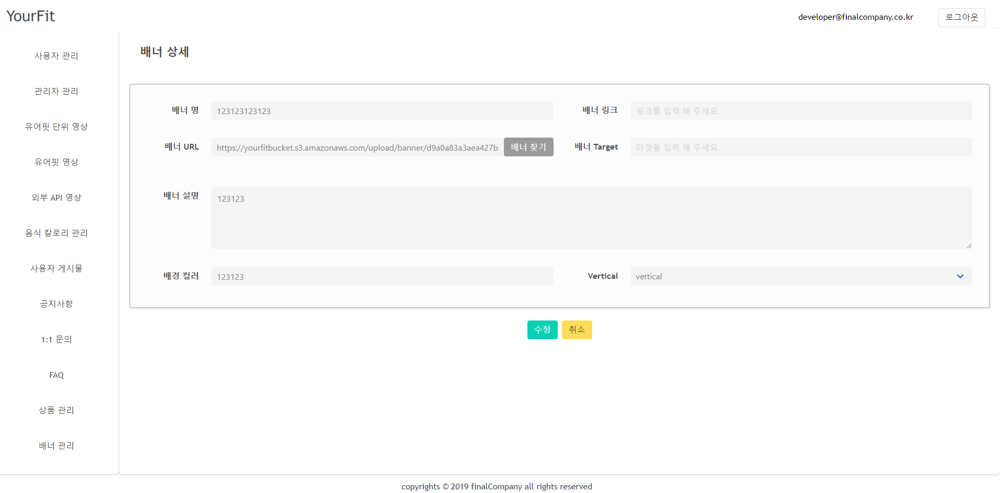 YourFit
developer@finalcompany.co.kr
로그아웃
사용자 관리
관리자 관리
유어핏 단위 영상
유어핏 영상
외부 API 영상
음식 칼로리 관리
사용자 게시물
공지사항
1:1 문의
FAQ
상품 관리
배너 관리
배너 상세
배너 명 123123123123 배너 링크 링크를 입력 해 주세요.
배너 URL https://yourfitbucket.s3.amazonaws.com/upload/banner/d9a0a83a3aea427b 배너 찾기 배너 Target 타겟을 입력 해 주세요.
배너 설명 123123
배경 컬러 123123 Vertical vertical
수정 취소
copyrights © 2019 finalCompany all rights reserved